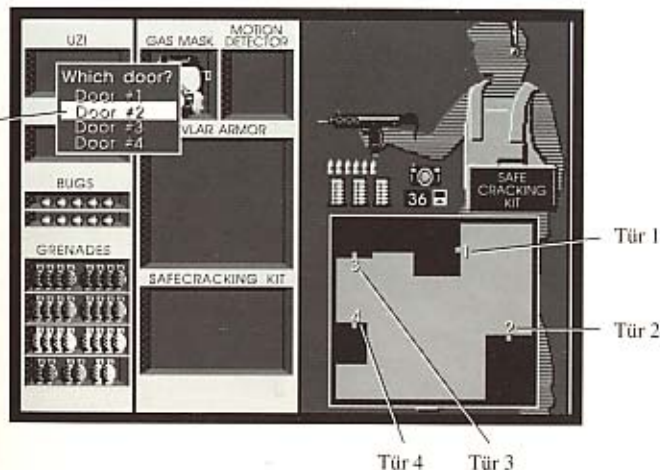 UZI
GAS MASK
MOTION
DETECTOR
Which door?
Door #1
Door #2
Door #3
Door #4
VLAR ARMOR
BUGS
GRENADES
SAFECRACKING KIT
36
SAFE
CRACKING
KIT
1
3
4
2
Tür 1
Tür 2
Tür 4
Tür 3